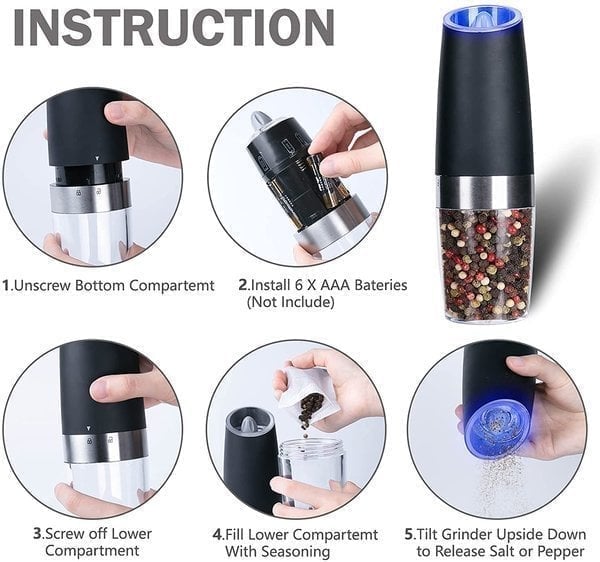 INSTRUCTION
1.Unscrew Bottom Compartemt
2.Install 6 X AAA Bateries
(Not Include)
3.Screw off Lower
Compartment
4.Fill Lower Compartemt
With Seasoning
5.Tilt Grinder Upside Down
to Release Salt or Pepper